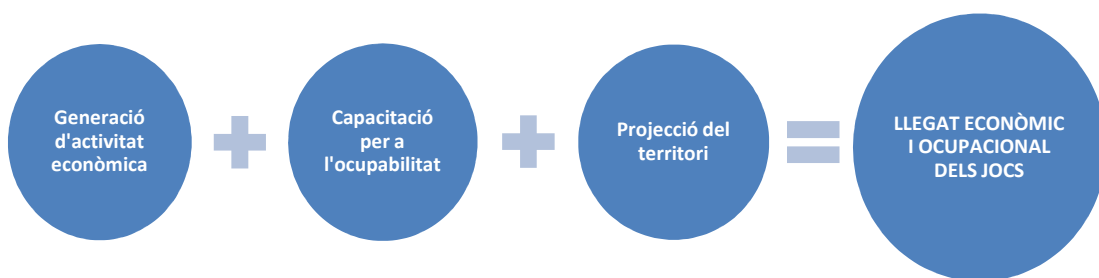 Generació
d'activitat
econòmica
Capacitació
per a
l'ocupabilitat
Projecció del
territori
LLEGAT ECONÒMIC
I OCUPACIONAL
DELS JOCS